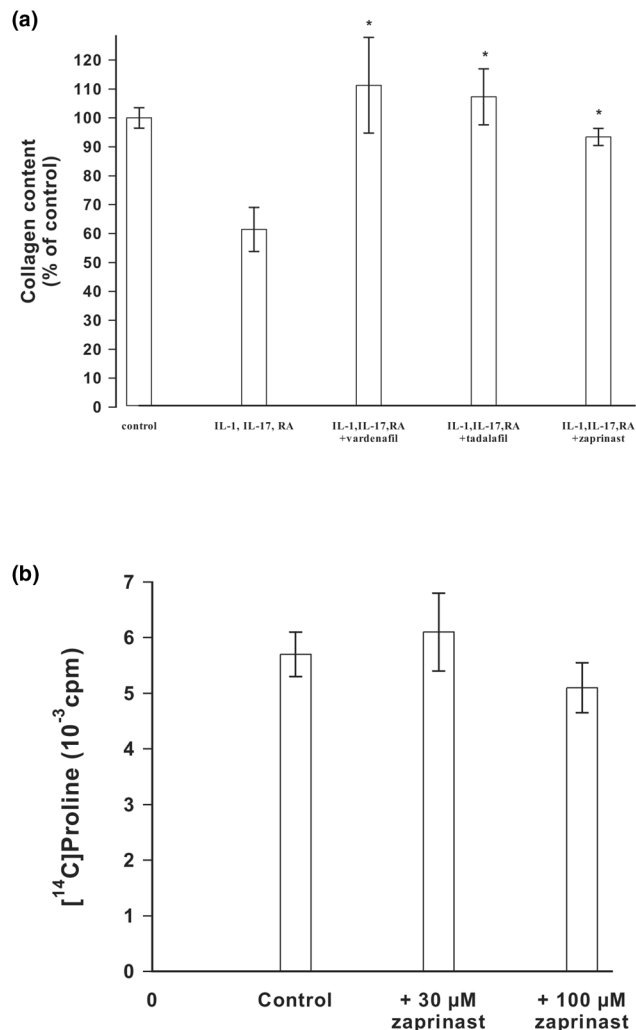 (a)
Collagen content
(% of control)
120
110
100
90
80
70
60
50
40
30
20
10
0
* * *
control IL-1, IL-17, RA IL-1,IL-17,RA IL-1,IL-17,RA IL-1,IL-17,RA
+vardenafil +tadalafil +zaprinast
(b)
[¹⁴C]Proline (10⁻³cpm)
7
6
5
4
3
2
1
0
0 Control + 30 µM + 100 µM
zaprinast zaprinast